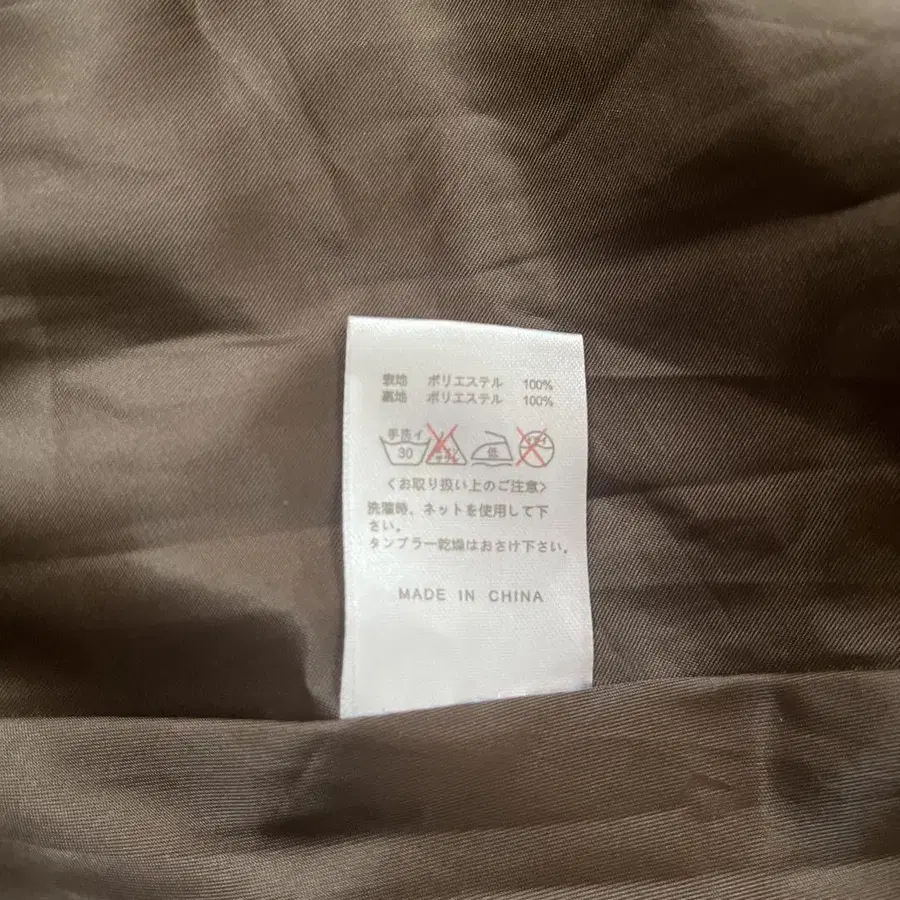 表地 ポリエステル 100%
裏地 ポリエステル 100%
手洗イ
30
低
〈お取り扱い上のご注意〉
洗濯時、ネットを使用して下
さい。
タンブラー乾燥はおさけ下さい。
MADE IN CHINA